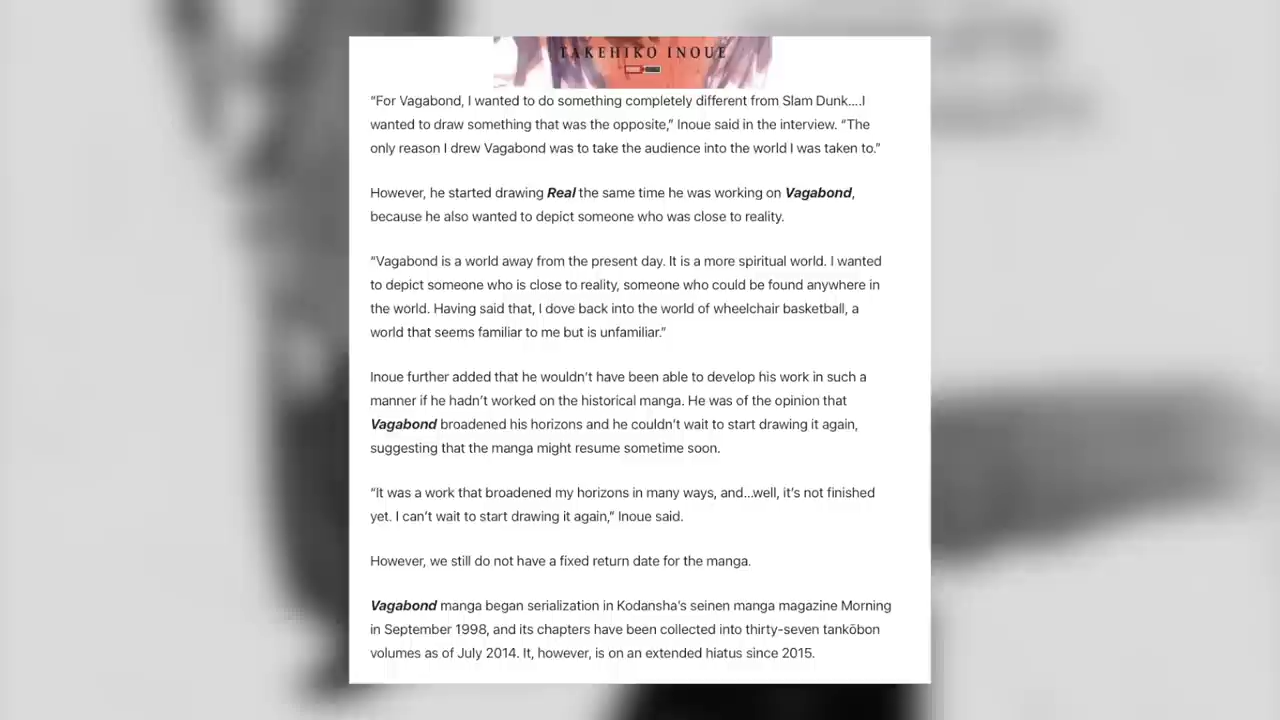 TAKEHIKO INOUE
“For Vagabond, I wanted to do something completely different from Slam Dunk....I
wanted to draw something that was the opposite,” Inoue said in the interview. “The
only reason I drew Vagabond was to take the audience into the world I was taken to.”
However, he started drawing Real the same time he was working on Vagabond,
because he also wanted to depict someone who was close to reality.
“Vagabond is a world away from the present day. It is a more spiritual world. I wanted
to depict someone who is close to reality, someone who could be found anywhere in
the world. Having said that, I dove back into the world of wheelchair basketball, a
world that seems familiar to me but is unfamiliar.”
Inoue further added that he wouldn’t have been able to develop his work in such a
manner if he hadn’t worked on the historical manga. He was of the opinion that
Vagabond broadened his horizons and he couldn’t wait to start drawing it again,
suggesting that the manga might resume sometime soon.
“It was a work that broadened my horizons in many ways, and...well, it’s not finished
yet. I can’t wait to start drawing it again,” Inoue said.
However, we still do not have a fixed return date for the manga.
Vagabond manga began serialization in Kodansha’s seinen manga magazine Morning
in September 1998, and its chapters have been collected into thirty-seven tankōbon
volumes as of July 2014. It, however, is on an extended hiatus since 2015.